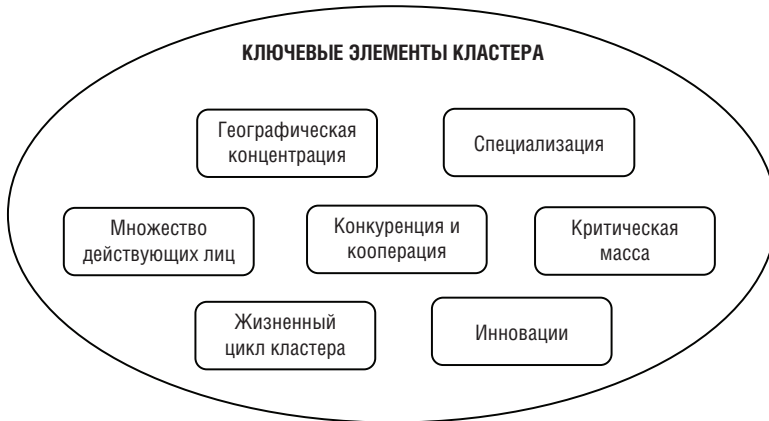 КЛЮЧЕВЫЕ ЭЛЕМЕНТЫ КЛАСТЕРА
Географическая
концентрация
Специализация
Множество
действующих лиц
Конкуренция и
кооперация
Критическая
масса
Жизненный
цикл кластера
Инновации